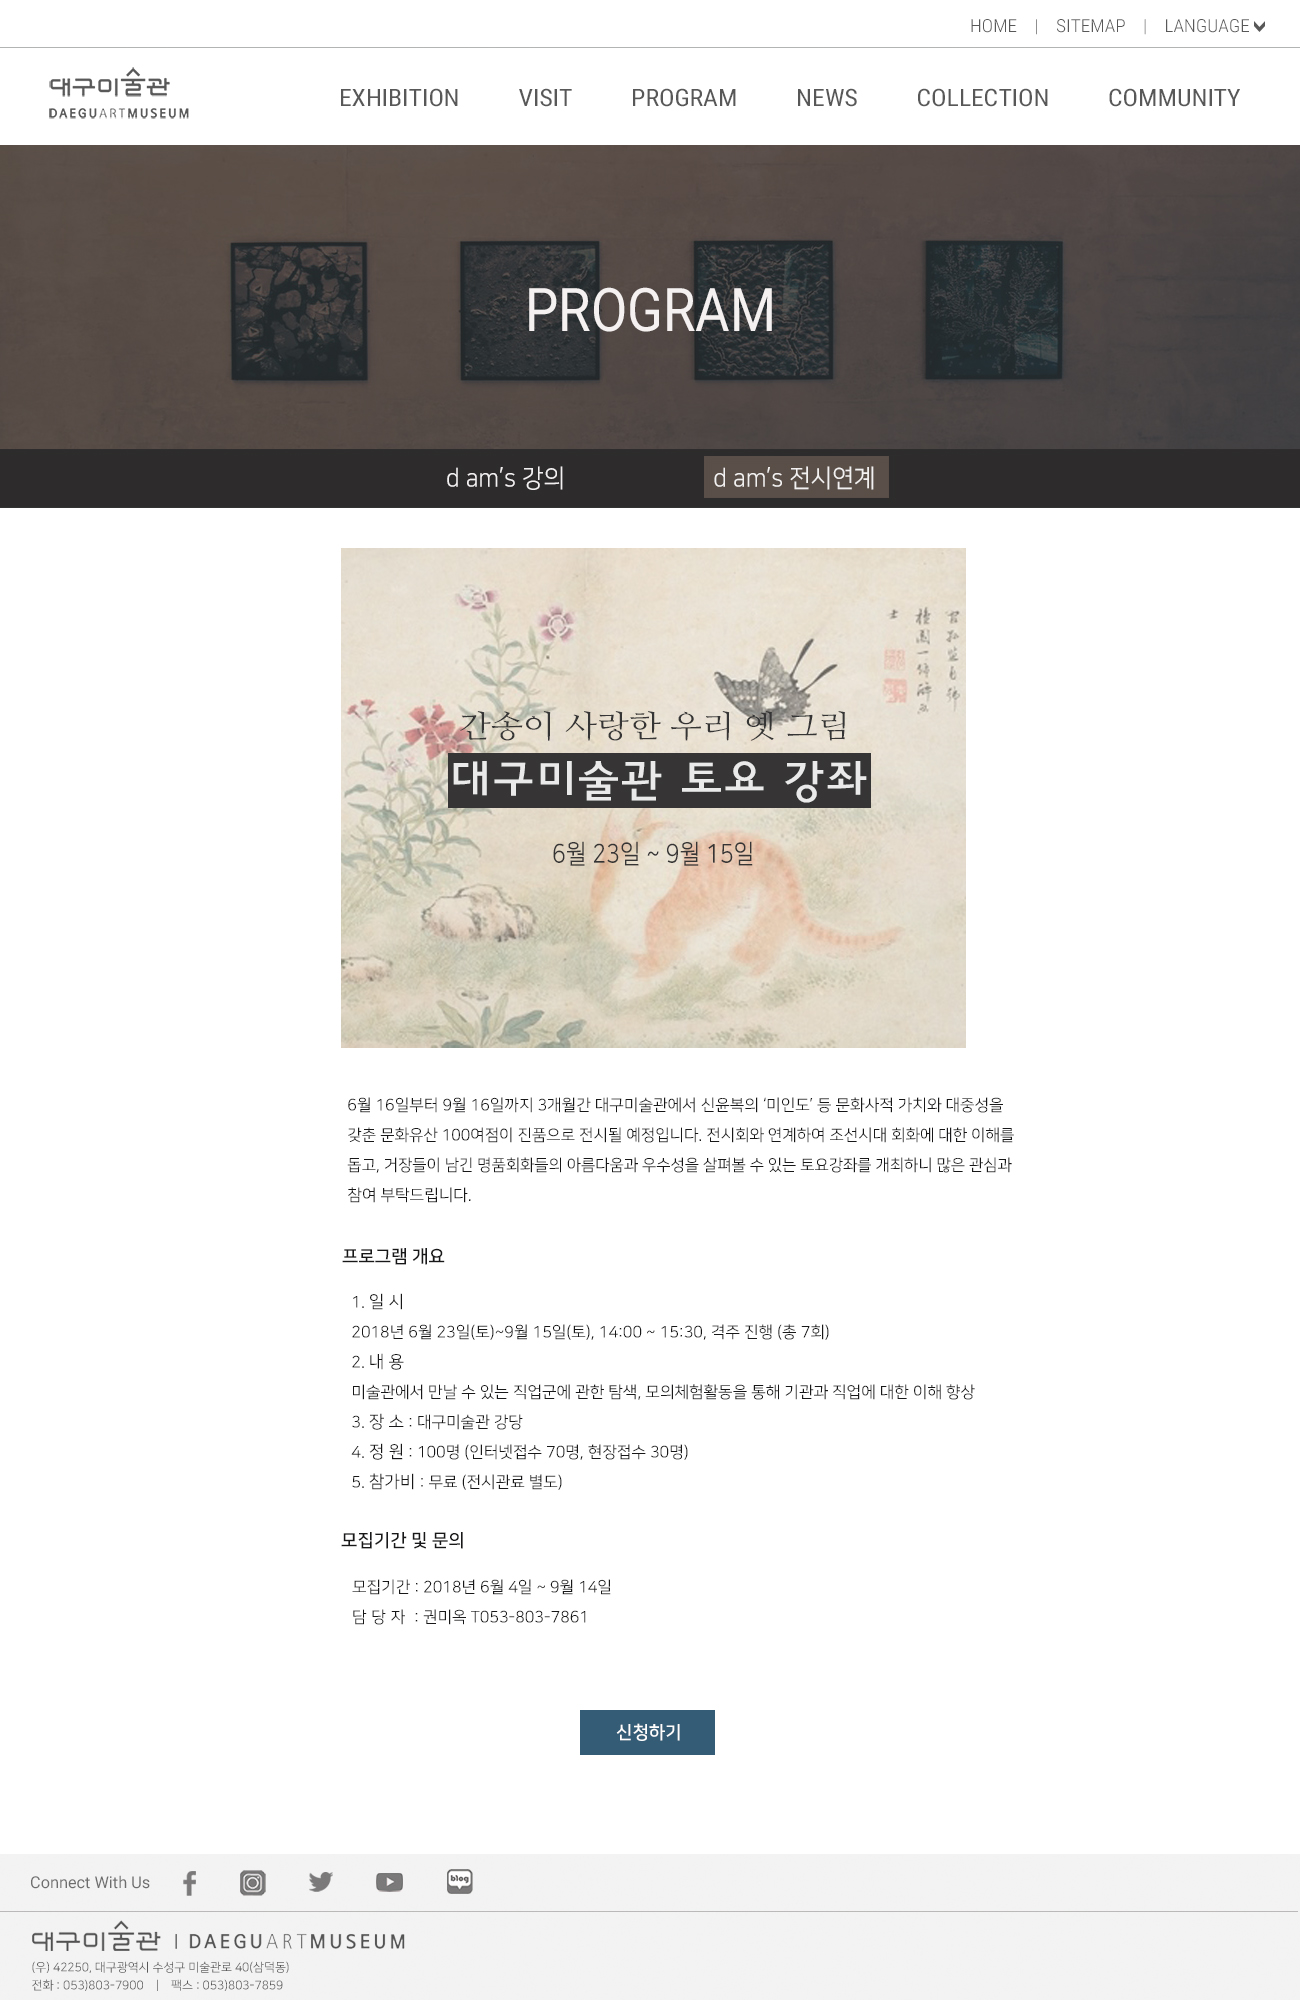 HOME | SITEMAP | LANGUAGE
대구미술관
DAEGUARTMUSEUM
EXHIBITION VISIT PROGRAM NEWS COLLECTION COMMUNITY
PROGRAM
d am's 강의 d am's 전시연계
간송이 사랑한 우리 옛 그림
대구미술관 토요 강좌
6월 23일 ~ 9월 15일
6월 16일부터 9월 16일까지 3개월간 대구미술관에서 신윤복의 ‘미인도’ 등 문화사적 가치와 대중성을
갖춘 문화유산 100여점이 진품으로 전시될 예정입니다. 전시회와 연계하여 조선시대 회화에 대한 이해를
돕고, 거장들이 남긴 명품회화들의 아름다움과 우수성을 살펴볼 수 있는 토요강좌를 개최하니 많은 관심과
참여 부탁드립니다.
프로그램 개요
1. 일 시
2018년 6월 23일(토)~9월 15일(토), 14:00 ~ 15:30, 격주 진행 (총 7회)
2. 내 용
미술관에서 만날 수 있는 직업군에 관한 탐색, 모의체험활동을 통해 기관과 직업에 대한 이해 향상
3. 장 소 : 대구미술관 강당
4. 정 원 : 100명 (인터넷접수 70명, 현장접수 30명)
5. 참가비 : 무료 (전시관료 별도)
모집기간 및 문의
모집기간 : 2018년 6월 4일 ~ 9월 14일
담 당 자 : 권미옥 T053-803-7861
신청하기
Connect With Us
blog
대구미술관 | DAEGUARTMUSEUM
(우) 42250, 대구광역시 수성구 미술관로 40(삼덕동)
전화 : 053)803-7900 | 팩스 : 053)803-7859